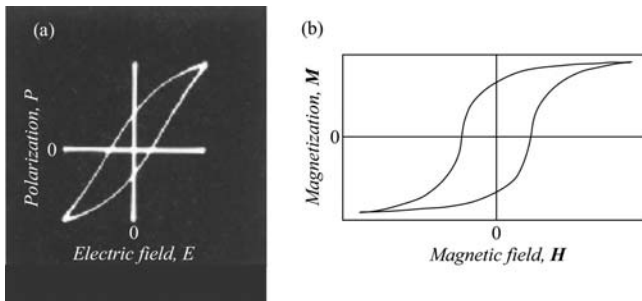 (a)
Polarization, P
0
0
Electric field, E
(b)
Magnetization, M
0
0
Magnetic field, H